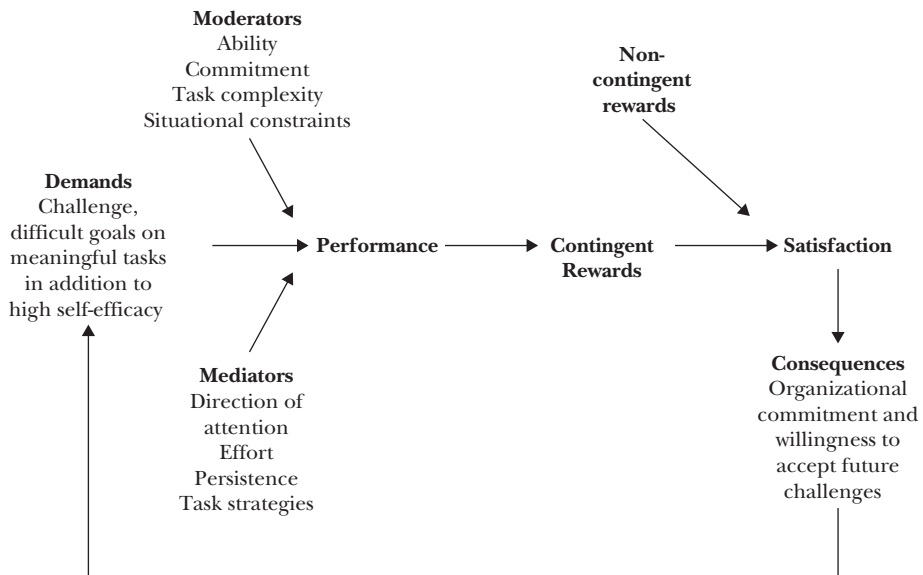 Moderators
Ability
Commitment
Task complexity
Situational constraints
Non-
contingent
rewards
Demands
Challenge,
difficult goals on
meaningful tasks
in addition to
high self-efficacy
Performance
Contingent
Rewards
Satisfaction
Mediators
Direction of
attention
Effort
Persistence
Task strategies
Consequences
Organizational
commitment and
willingness to
accept future
challenges